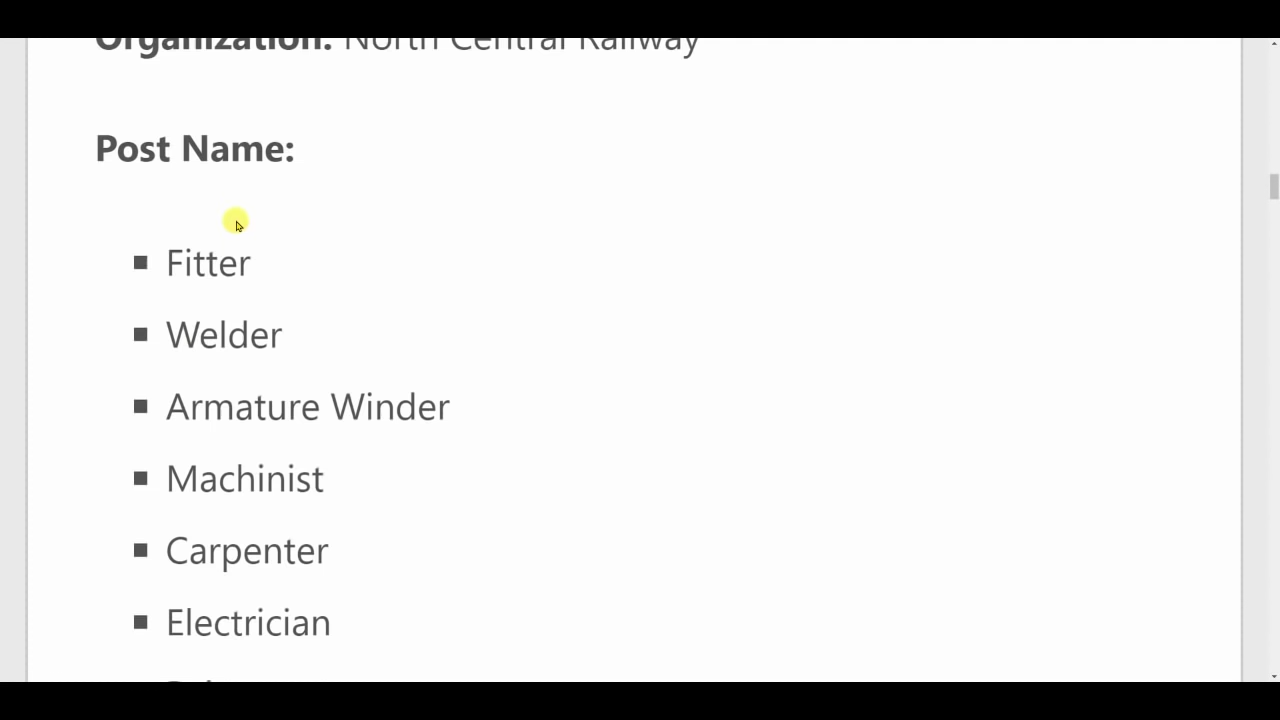 Organization: North Central Railway
Post Name:
Fitter
Welder
Armature Winder
Machinist
Carpenter
Electrician